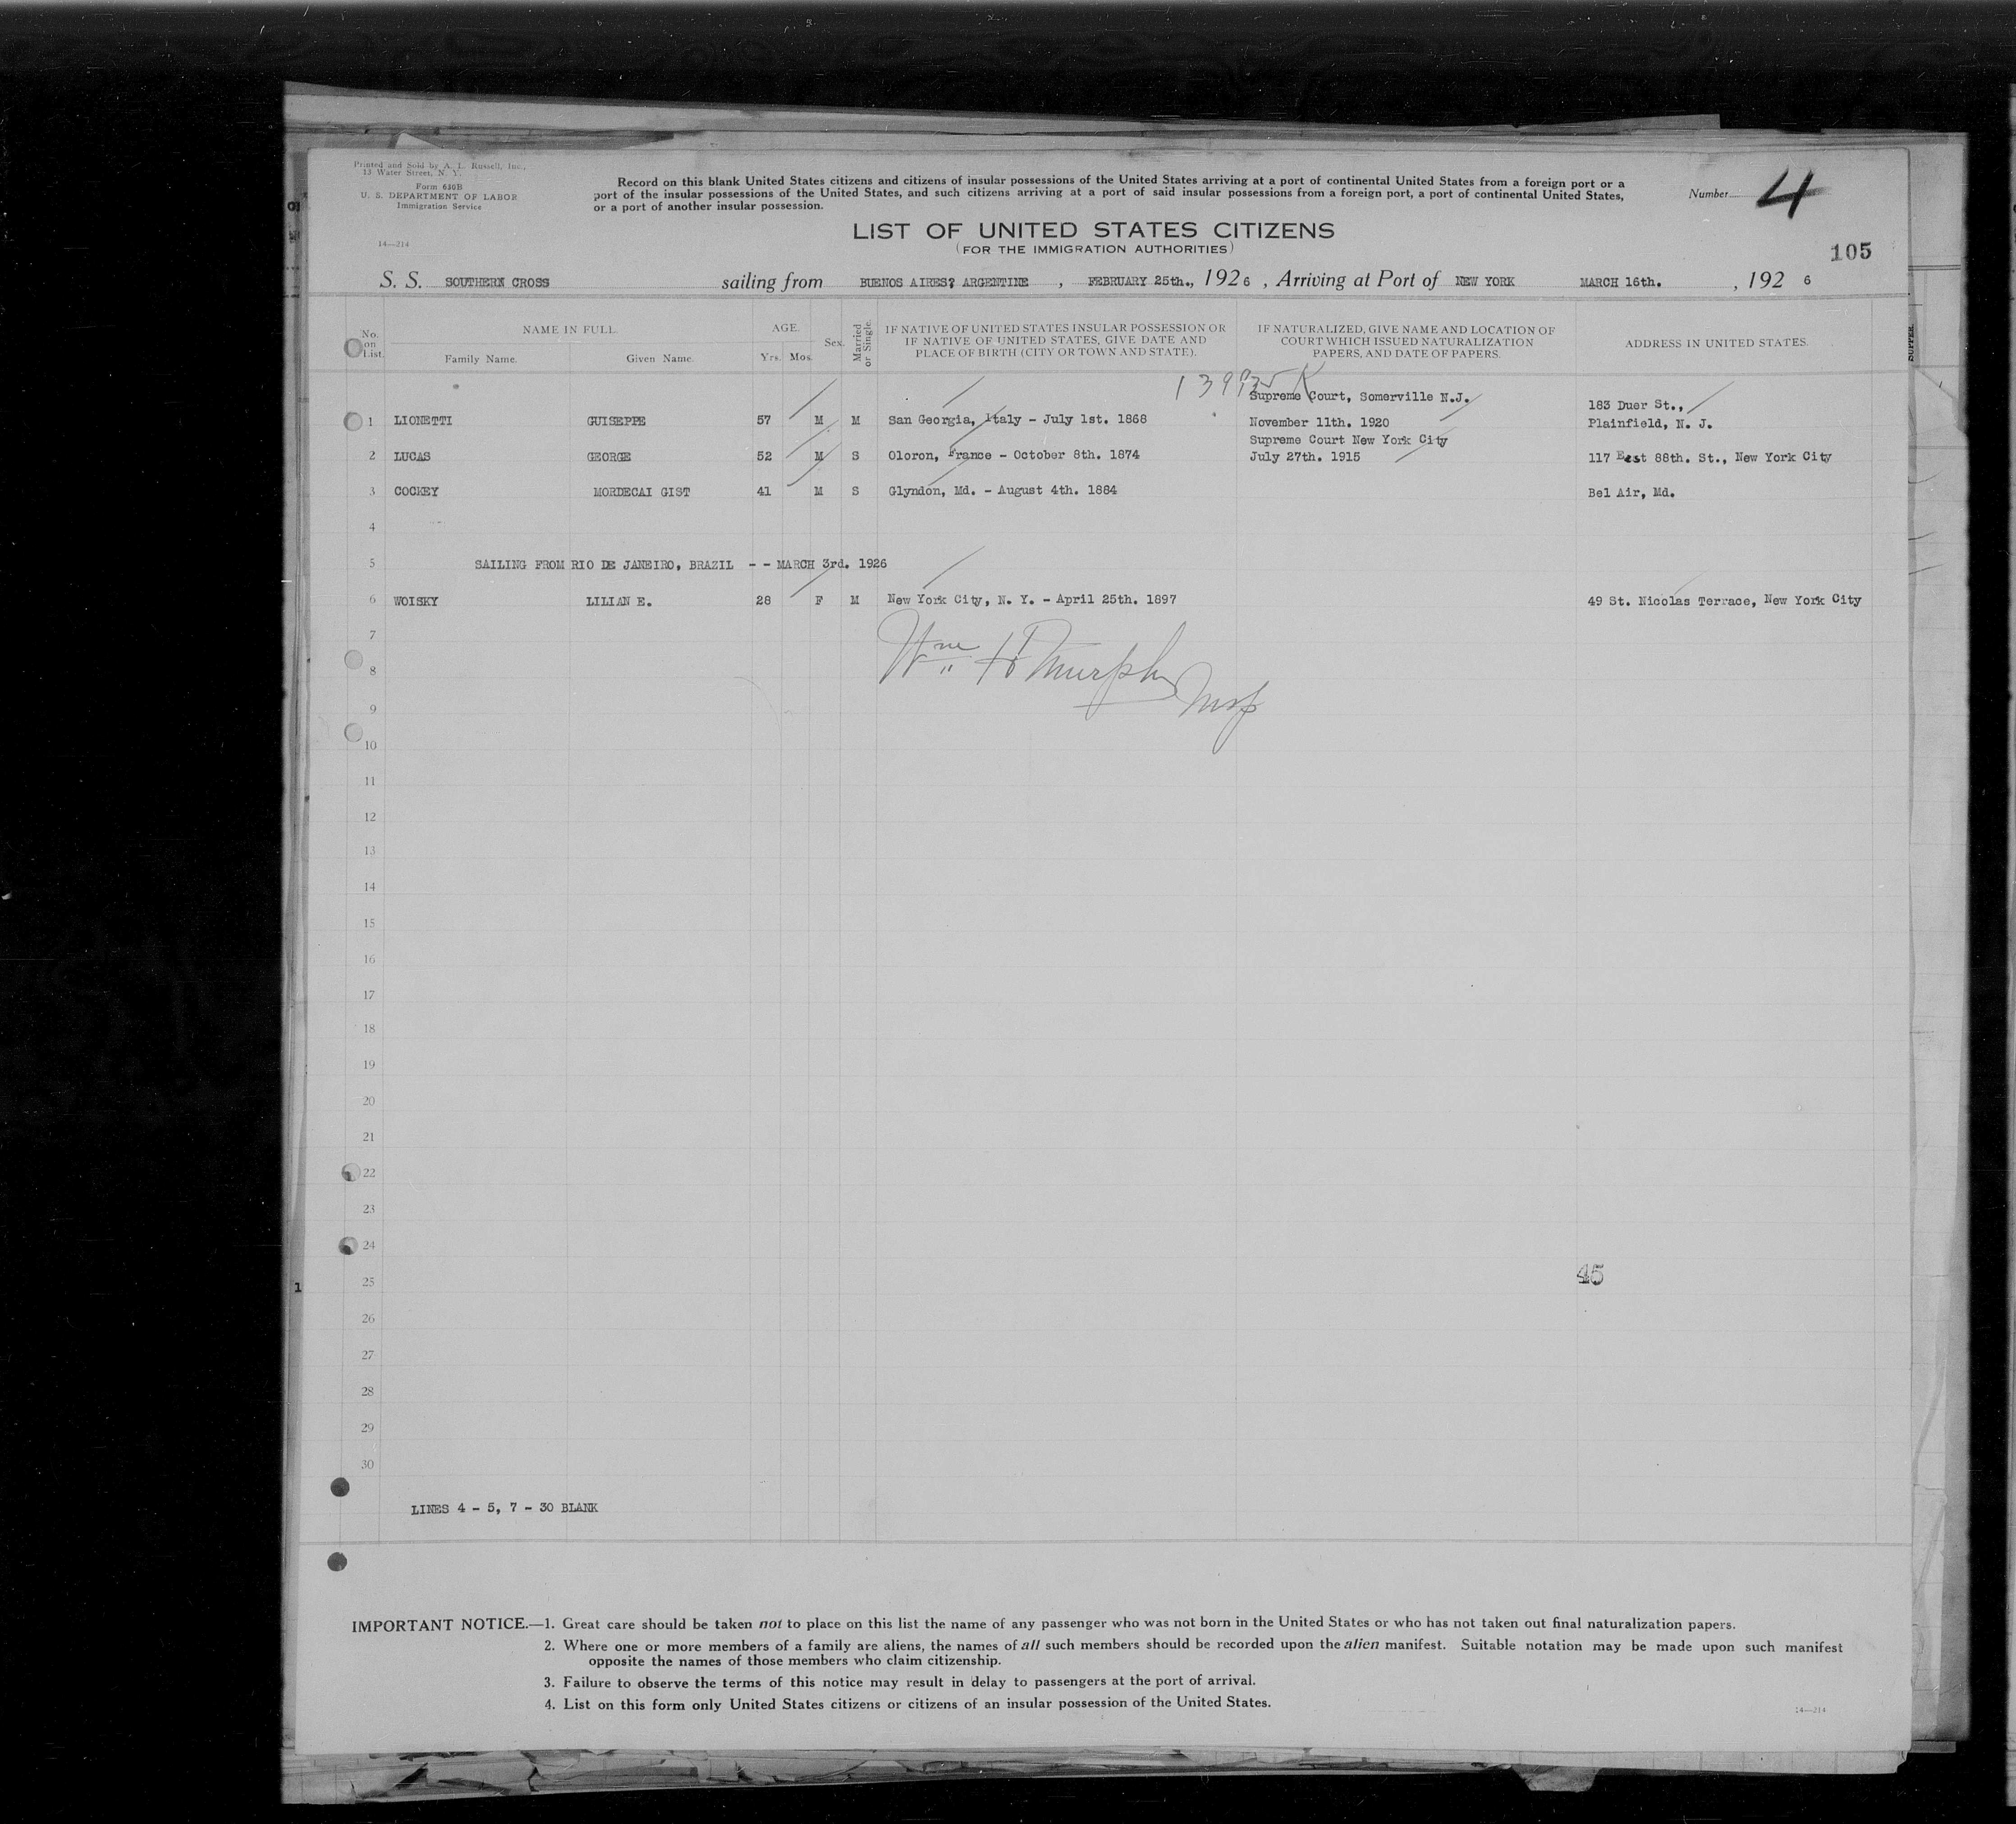 Printed and Sold by A. L. Russell, Inc.,
13 Water Street, N. Y.
Form 630B
U. S. DEPARTMENT OF LABOR
Immigration Service
14—214
Record on this blank United States citizens and citizens of insular possessions of the United States arriving at a port of continental United States from a foreign port or a
port of the insular possessions of the United States, and such citizens arriving at a port of said insular possessions from a foreign port, a port of continental United States,
or a port of another insular possession.
Number 4
LIST OF UNITED STATES CITIZENS
(FOR THE IMMIGRATION AUTHORITIES)
105
S. S. SOUTHERN CROSS sailing from BUENOS AIRES? ARGENTINE , FEBRUARY 25th., 1926 , Arriving at Port of NEW YORK MARCH 16th. , 192 6
No. on List.
NAME IN FULL.
Family Name. Given Name.
AGE.
Yrs. Mos.
Sex.
Married or Single.
IF NATIVE OF UNITED STATES INSULAR POSSESSION OR
IF NATIVE OF UNITED STATES, GIVE DATE AND
PLACE OF BIRTH (CITY OR TOWN AND STATE).
IF NATURALIZED, GIVE NAME AND LOCATION OF
COURT WHICH ISSUED NATURALIZATION
PAPERS, AND DATE OF PAPERS.
ADDRESS IN UNITED STATES.
Supreme Court, Somerville N.J.
183 Duer St.,
1 LIONETTI GUISEPPE 57 M M San Georgia, Italy - July 1st. 1868 November 11th. 1920 Plainfield, N. J.
Supreme Court New York City
2 LUCAS GEORGE 52 M S Oloron, France - October 8th. 1874 July 27th. 1915 117 East 88th. St., New York City
3 COCKEY MORDECAI GIST 41 M S Glyndon, Md. - August 4th. 1884 Bel Air, Md.
4
5 SAILING FROM RIO DE JANEIRO, BRAZIL - - MARCH 3rd. 1926
6 WOISKY LILIAN E. 28 F M New York City, N. Y. - April 25th. 1897 49 St. Nicolas Terrace, New York City
7
Wm H Murphy
8
9
10
11
12
13
14
15
16
17
18
19
20
21
22
23
24
25
45
26
27
28
29
30
LINES 4 - 5, 7 - 30 BLANK
IMPORTANT NOTICE.—1. Great care should be taken not to place on this list the name of any passenger who was not born in the United States or who has not taken out final naturalization papers.
2. Where one or more members of a family are aliens, the names of all such members should be recorded upon the alien manifest. Suitable notation may be made upon such manifest
opposite the names of those members who claim citizenship.
3. Failure to observe the terms of this notice may result in delay to passengers at the port of arrival.
4. List on this form only United States citizens or citizens of an insular possession of the United States.
14—214